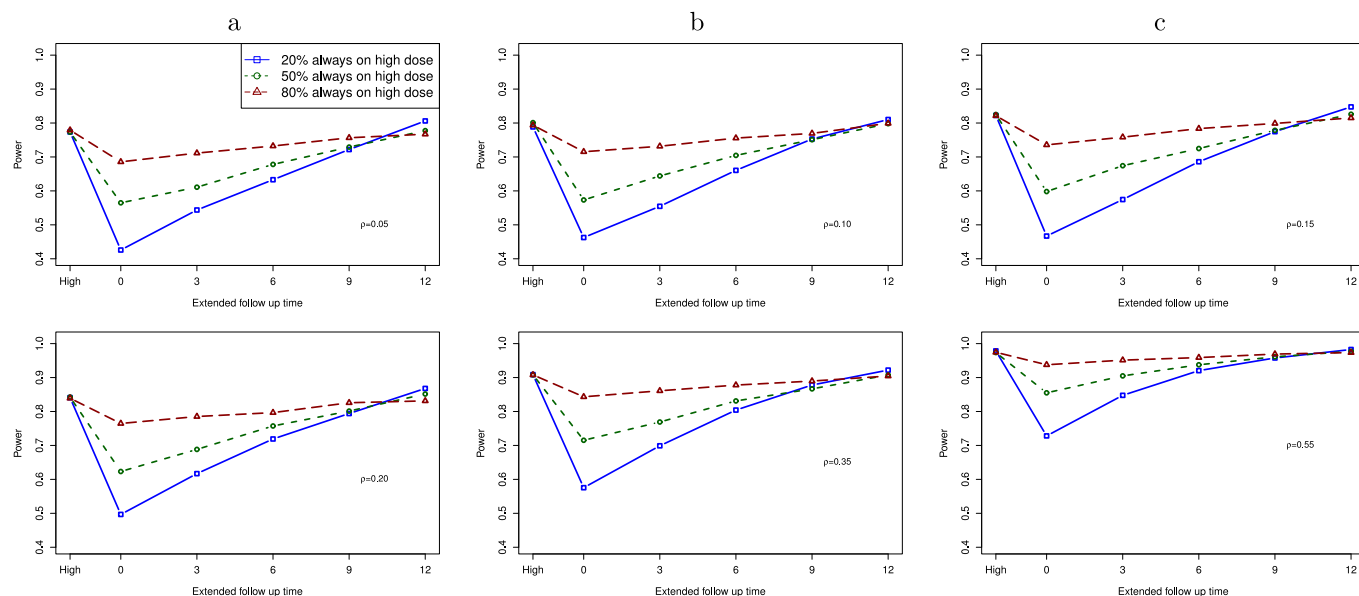 a
b
c
1.0
0.9
0.8
0.7
0.6
0.5
0.4
Power
20% always on high dose
50% always on high dose
80% always on high dose
ρ=0.05
High 0 3 6 9 12
Extended follow up time
1.0
0.9
0.8
0.7
0.6
0.5
0.4
Power
ρ=0.10
High 0 3 6 9 12
Extended follow up time
1.0
0.9
0.8
0.7
0.6
0.5
0.4
Power
ρ=0.15
High 0 3 6 9 12
Extended follow up time
1.0
0.9
0.8
0.7
0.6
0.5
0.4
Power
ρ=0.20
High 0 3 6 9 12
Extended follow up time
1.0
0.9
0.8
0.7
0.6
0.5
0.4
Power
ρ=0.35
High 0 3 6 9 12
Extended follow up time
1.0
0.9
0.8
0.7
0.6
0.5
0.4
Power
ρ=0.55
High 0 3 6 9 12
Extended follow up time